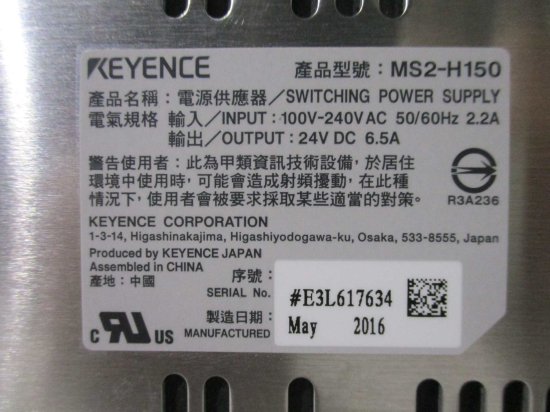 KEYENCE 產品型號：MS2-H150
產品名稱：電源供應器/SWITCHING POWER SUPPLY
電氣規格 輸入/INPUT : 100V-240V AC 50/60Hz 2.2A
輸出/OUTPUT : 24V DC 6.5A
警告使用者：此為甲類資訊技術設備，於居住
環境中使用時，可能會造成射頻擾動，在此種
情況下，使用者會被要求採取某些適當的對策。
R3A236
KEYENCE CORPORATION
1-3-14, Higashinakajima, Higashiyodogawa-ku, Osaka, 533-8555, Japan
Produced by KEYENCE JAPAN
Assembled in CHINA
產地：中國
序號：
SERIAL No.
#E3L617634
製造日期：
MANUFACTURED
May 2016
c RU US